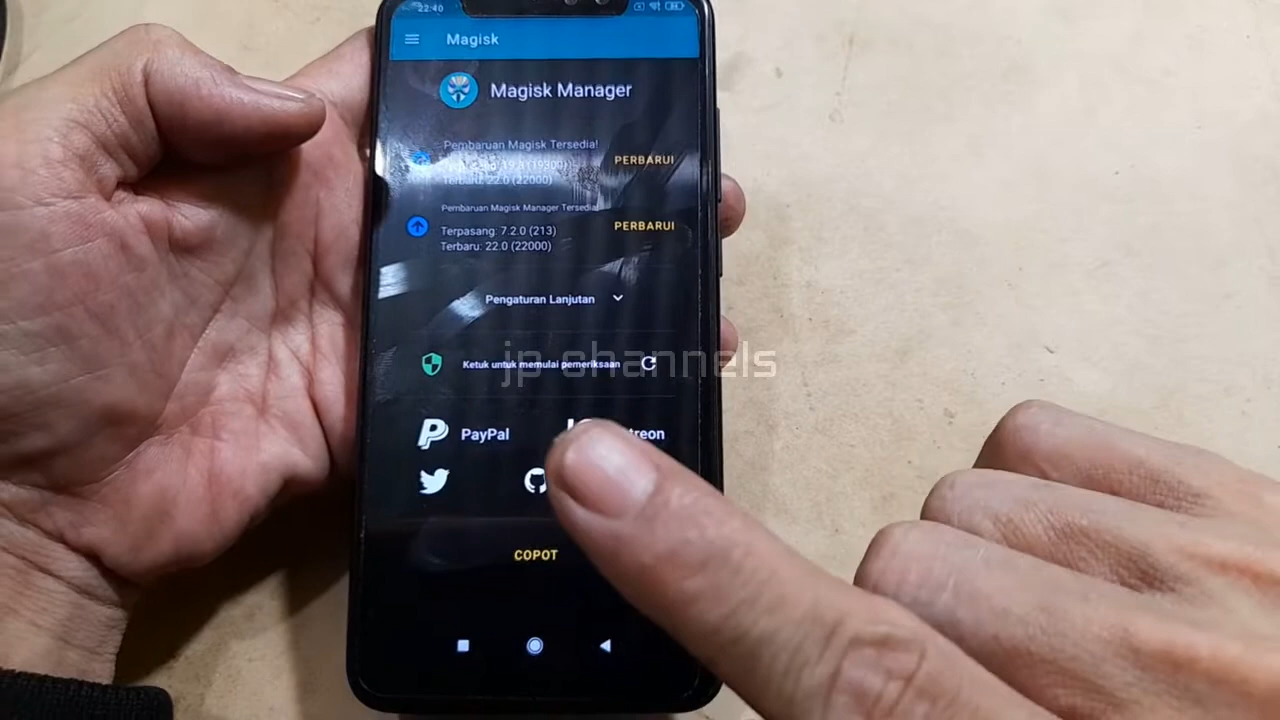 22:40
Magisk
Magisk Manager
Pembaruan Magisk Tersedia!
PERBARUI
Terbaru: 22.0 (22000)
Pembaruan Magisk Manager Tersedia!
Terpasang: 7.2.0 (213)
PERBARUI
Terbaru: 22.0 (22000)
Pengaturan Lanjutan
Ketuk untuk memulai pemeriksaan
jp channels
PayPal
COPOT